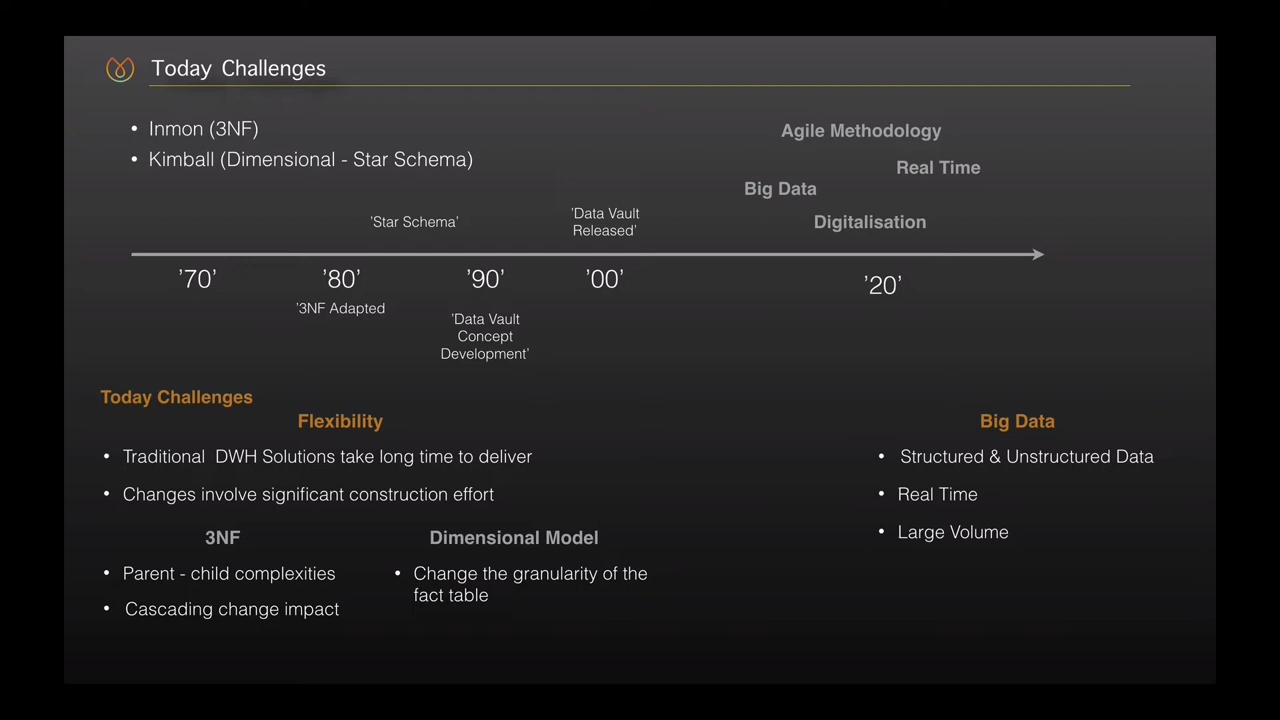 Today Challenges
• Inmon (3NF)
• Kimball (Dimensional - Star Schema)
Agile Methodology
Real Time
Big Data
Digitalisation
'Star Schema'
'Data Vault
Released'
'70'
'80'
'90'
'00'
'20'
'3NF Adapted
'Data Vault
Concept
Development'
Today Challenges
Flexibility
• Traditional DWH Solutions take long time to deliver
• Changes involve significant construction effort
3NF
• Parent - child complexities
• Cascading change impact
Dimensional Model
• Change the granularity of the
fact table
Big Data
• Structured & Unstructured Data
• Real Time
• Large Volume